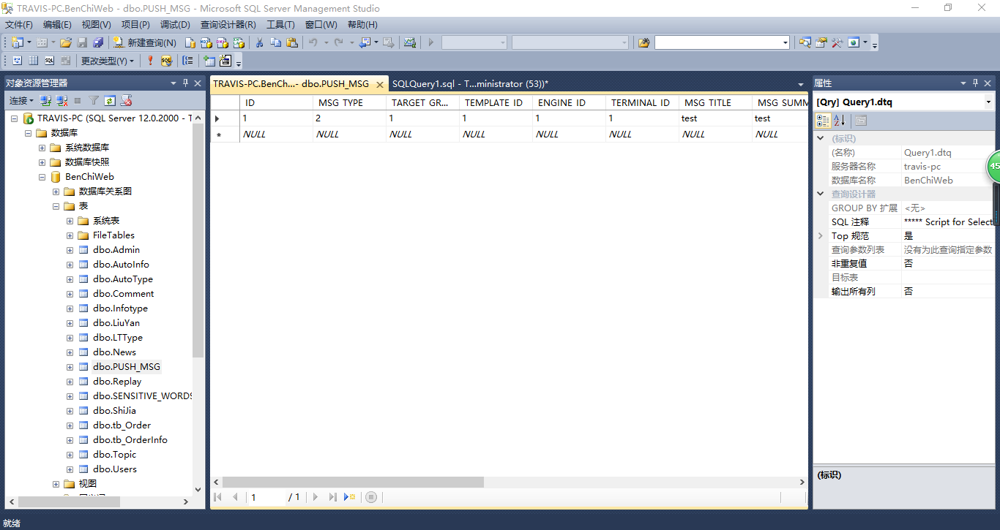 TRAVIS-PC.BenChiWeb - dbo.PUSH_MSG - Microsoft SQL Server Management Studio
文件(F) 编辑(E) 视图(V) 项目(P) 调试(D) 查询设计器(R) 工具(T) 窗口(W) 帮助(H)
新建查询(N)
更改类型(Y)
对象资源管理器
连接
TRAVIS-PC (SQL Server 12.0.2000 - T
数据库
系统数据库
数据库快照
BenChiWeb
数据库关系图
表
系统表
FileTables
dbo.Admin
dbo.AutoInfo
dbo.AutoType
dbo.Comment
dbo.Infotype
dbo.LiuYan
dbo.LTType
dbo.News
dbo.PUSH_MSG
dbo.Replay
dbo.SENSITIVE_WORDS
dbo.ShiJia
dbo.tb_Order
dbo.tb_OrderInfo
dbo.Topic
dbo.Users
视图
TRAVIS-PC.BenCh...- dbo.PUSH_MSG SQLQuery1.sql - T...ministrator (53))*
ID MSG TYPE TARGET GR... TEMPLATE ID ENGINE ID TERMINAL ID MSG TITLE MSG SUMM
1 2 1 1 1 1 test test
NULL NULL NULL NULL NULL NULL NULL NULL
1 / 1
属性
[Qry] Query1.dtq
(标识)
(名称) Query1.dtq
服务器名称 travis-pc
数据库名称 BenChiWeb
查询设计器
GROUP BY 扩展 <无>
SQL 注释 ***** Script for Select
Top 规范 是
查询参数列表 没有为此查询指定参数
非重复值 否
目标表
输出所有列 否
45
(标识)
就绪